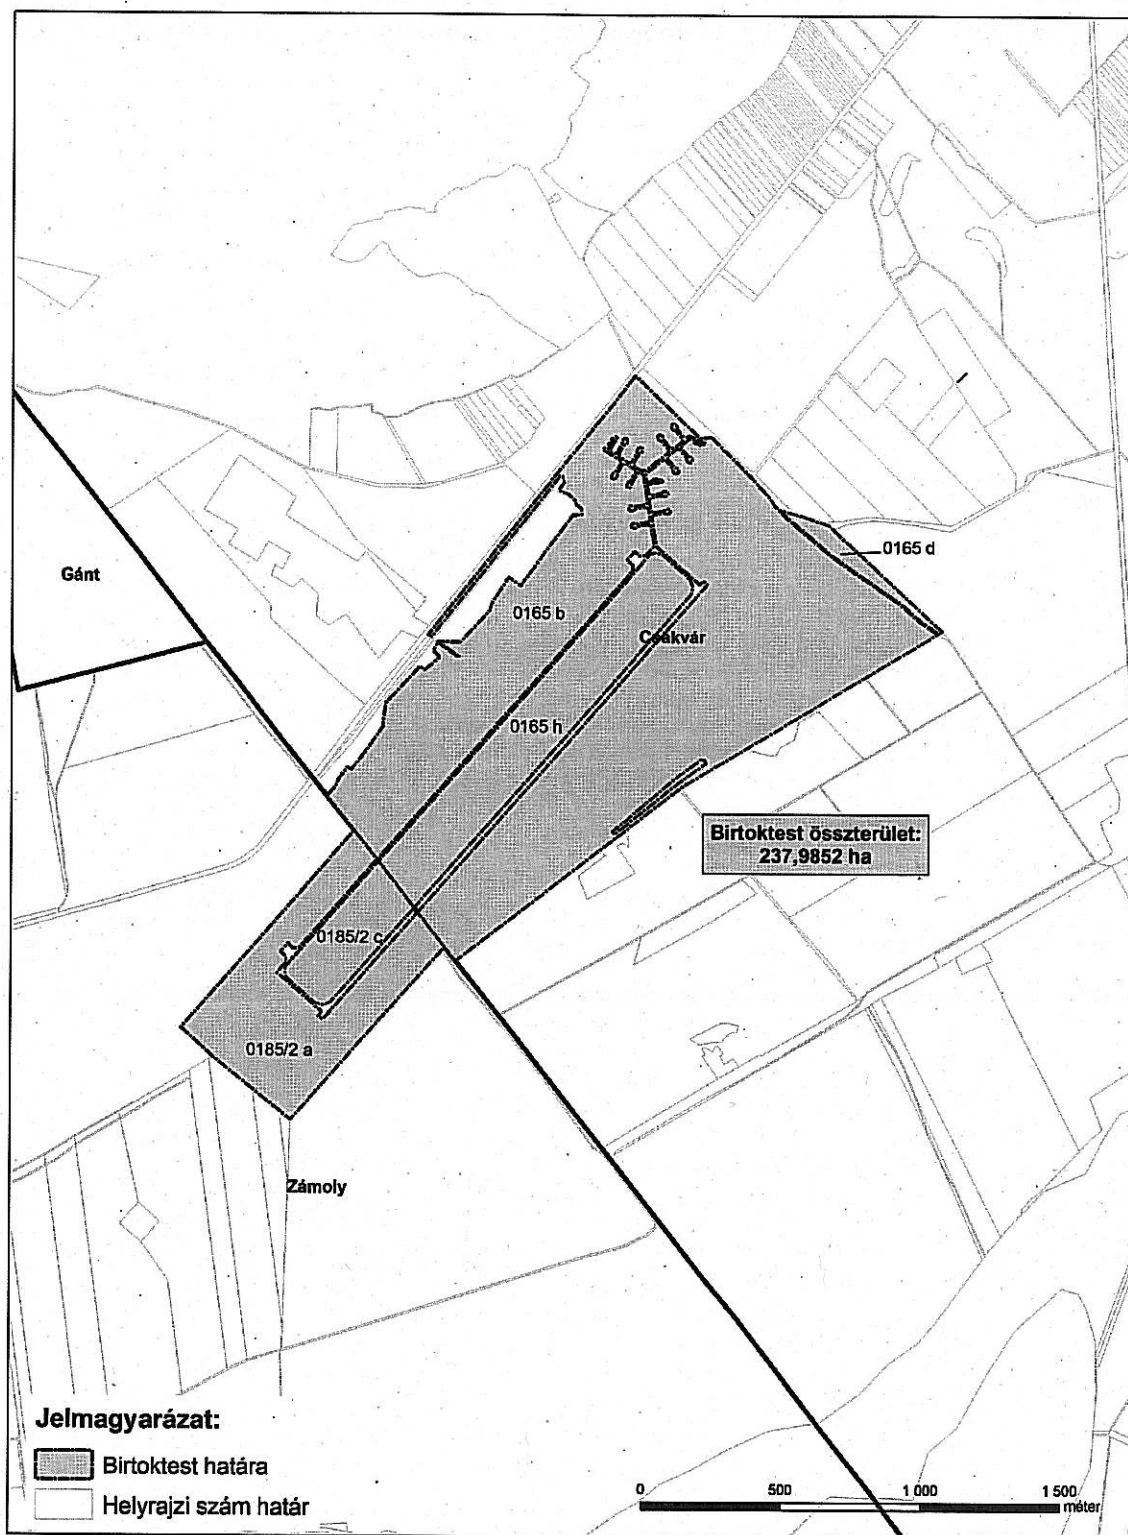 Gánt
0165 d
0165 b
Csákvár
0165 h
Birtoktest összterület:
237,9852 ha
0185/2 c
0185/2 a
Zámoly
Jelmagyarázat:
Birtoktest határa
Helyrajzi szám határ
0 500 1 000 1 500
méter